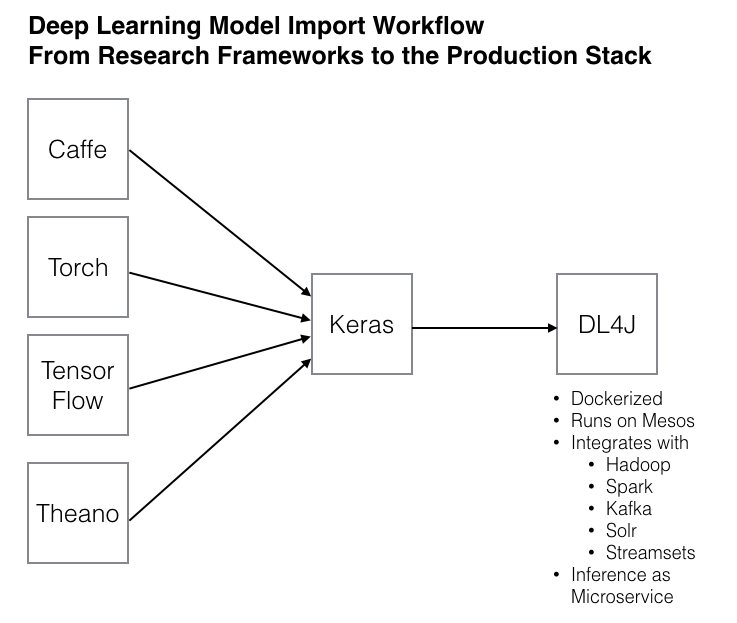 Deep Learning Model Import Workflow
From Research Frameworks to the Production Stack
Caffe
Torch
Tensor
Flow
Theano
Keras
DL4J
• Dockerized
• Runs on Mesos
• Integrates with
• Hadoop
• Spark
• Kafka
• Solr
• Streamsets
• Inference as
Microservice